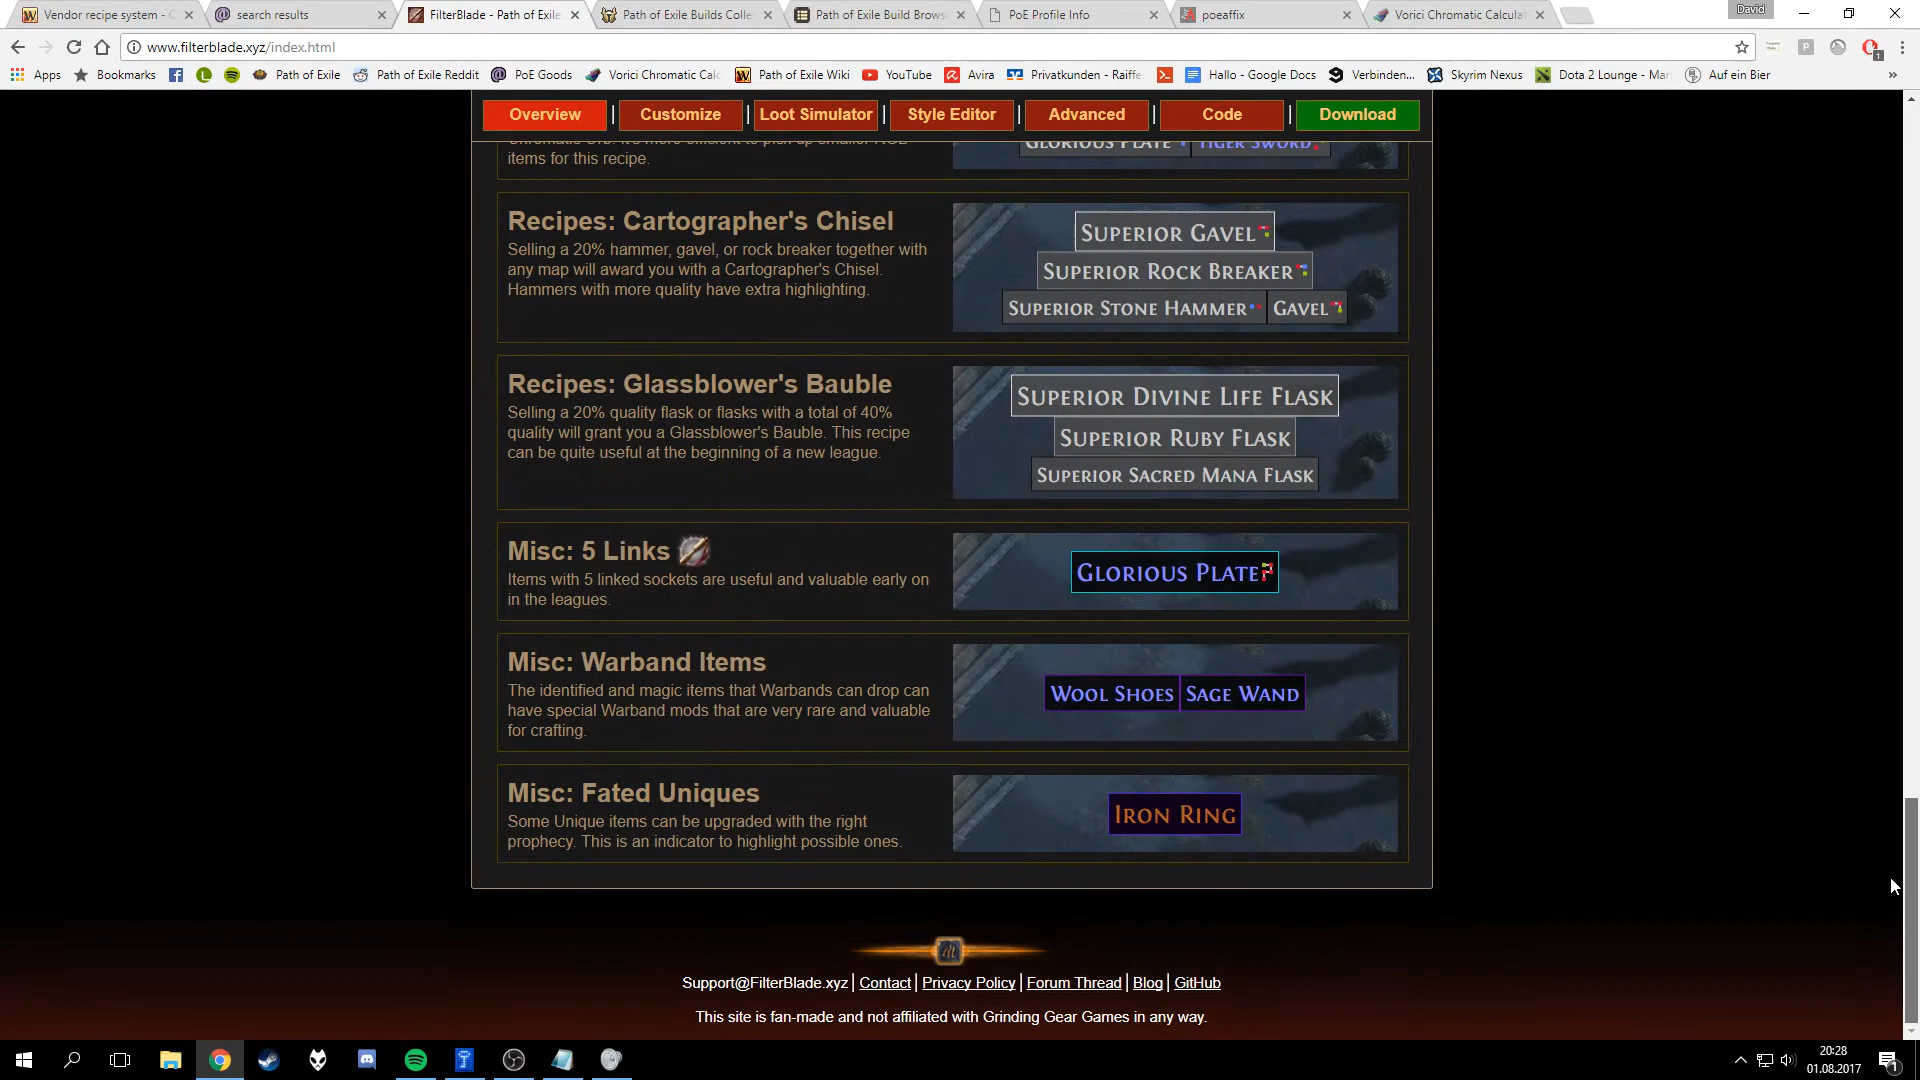 Vendor recipe system - C
search results
FilterBlade - Path of Exile
Path of Exile Builds Colle
Path of Exile Build Brows
PoE Profile Info
poeaffix
Vorici Chromatic Calcula
David
www.filterblade.xyz/index.html
Apps
Bookmarks
Path of Exile
Path of Exile Reddit
PoE Goods
Vorici Chromatic Calc
Path of Exile Wiki
YouTube
Avira
Privatkunden - Raiffe
Hallo - Google Docs
Verbinden...
Skyrim Nexus
Dota 2 Lounge - Mar
Auf ein Bier
»
Overview | Customize | Loot Simulator | Style Editor | Advanced | Code | Download
items for this recipe.
GLORIOUS PLATE TIGER SWORD
Recipes: Cartographer's Chisel
Selling a 20% hammer, gavel, or rock breaker together with
any map will award you with a Cartographer's Chisel.
Hammers with more quality have extra highlighting.
SUPERIOR GAVEL
SUPERIOR ROCK BREAKER
SUPERIOR STONE HAMMER GAVEL
Recipes: Glassblower's Bauble
Selling a 20% quality flask or flasks with a total of 40%
quality will grant you a Glassblower's Bauble. This recipe
can be quite useful at the beginning of a new league.
SUPERIOR DIVINE LIFE FLASK
SUPERIOR RUBY FLASK
SUPERIOR SACRED MANA FLASK
Misc: 5 Links
Items with 5 linked sockets are useful and valuable early on
in the leagues.
GLORIOUS PLATE
Misc: Warband Items
The identified and magic items that Warbands can drop can
have special Warband mods that are very rare and valuable
for crafting.
WOOL SHOES SAGE WAND
Misc: Fated Uniques
Some Unique items can be upgraded with the right
prophecy. This is an indicator to highlight possible ones.
IRON RING
Support@FilterBlade.xyz | Contact | Privacy Policy | Forum Thread | Blog | GitHub
This site is fan-made and not affiliated with Grinding Gear Games in any way.
20:28
01.08.2017